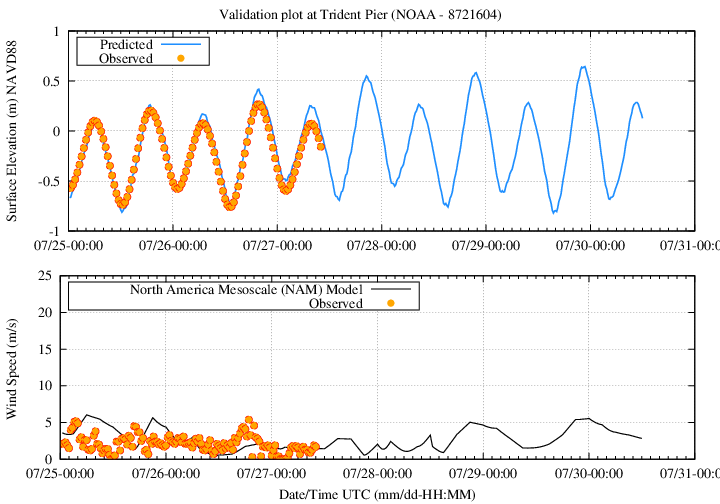 Validation plot at Trident Pier (NOAA - 8721604)
Surface Elevation (m) NAVD88
Predicted
Observed
1
0.5
0
-0.5
-1
07/25-00:00 07/26-00:00 07/27-00:00 07/28-00:00 07/29-00:00 07/30-00:00 07/31-00:00
Wind Speed (m/s)
North America Mesoscale (NAM) Model
Observed
25
20
15
10
5
0
07/25-00:00 07/26-00:00 07/27-00:00 07/28-00:00 07/29-00:00 07/30-00:00 07/31-00:00
Date/Time UTC (mm/dd-HH:MM)